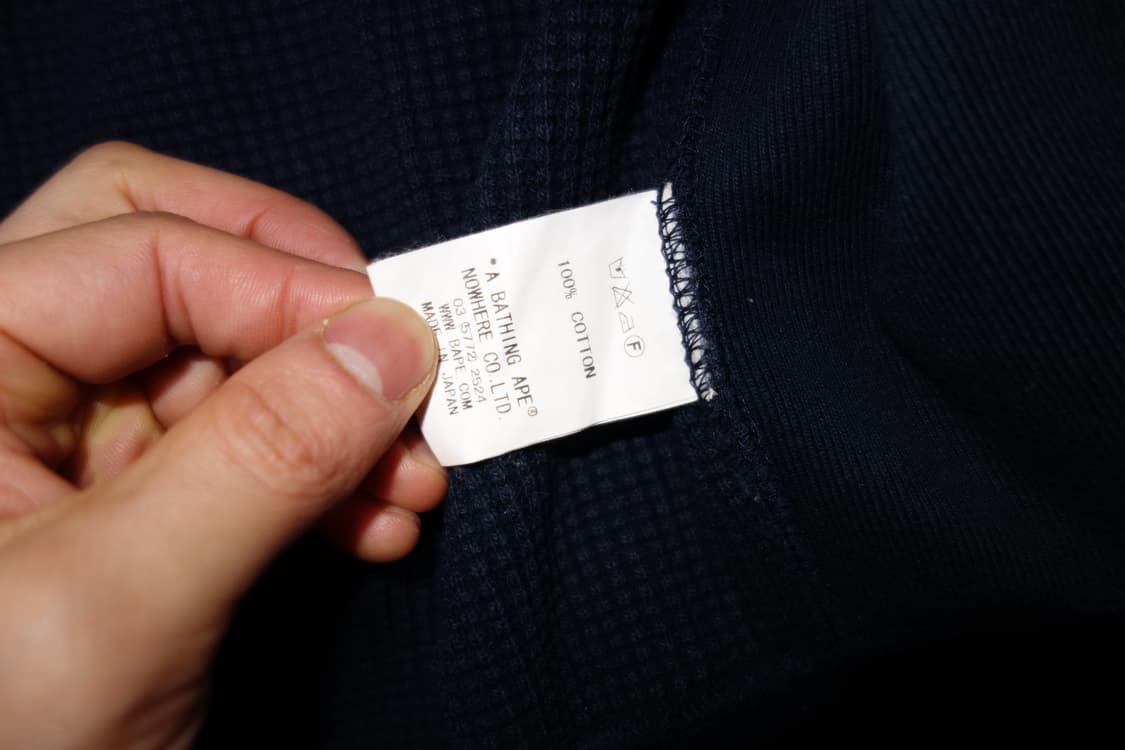 F
100% COTTON
* A BATHING APE®
NOWHERE CO.,LTD.
03 5772 2524
WWW BAPE COM
MADE IN JAPAN